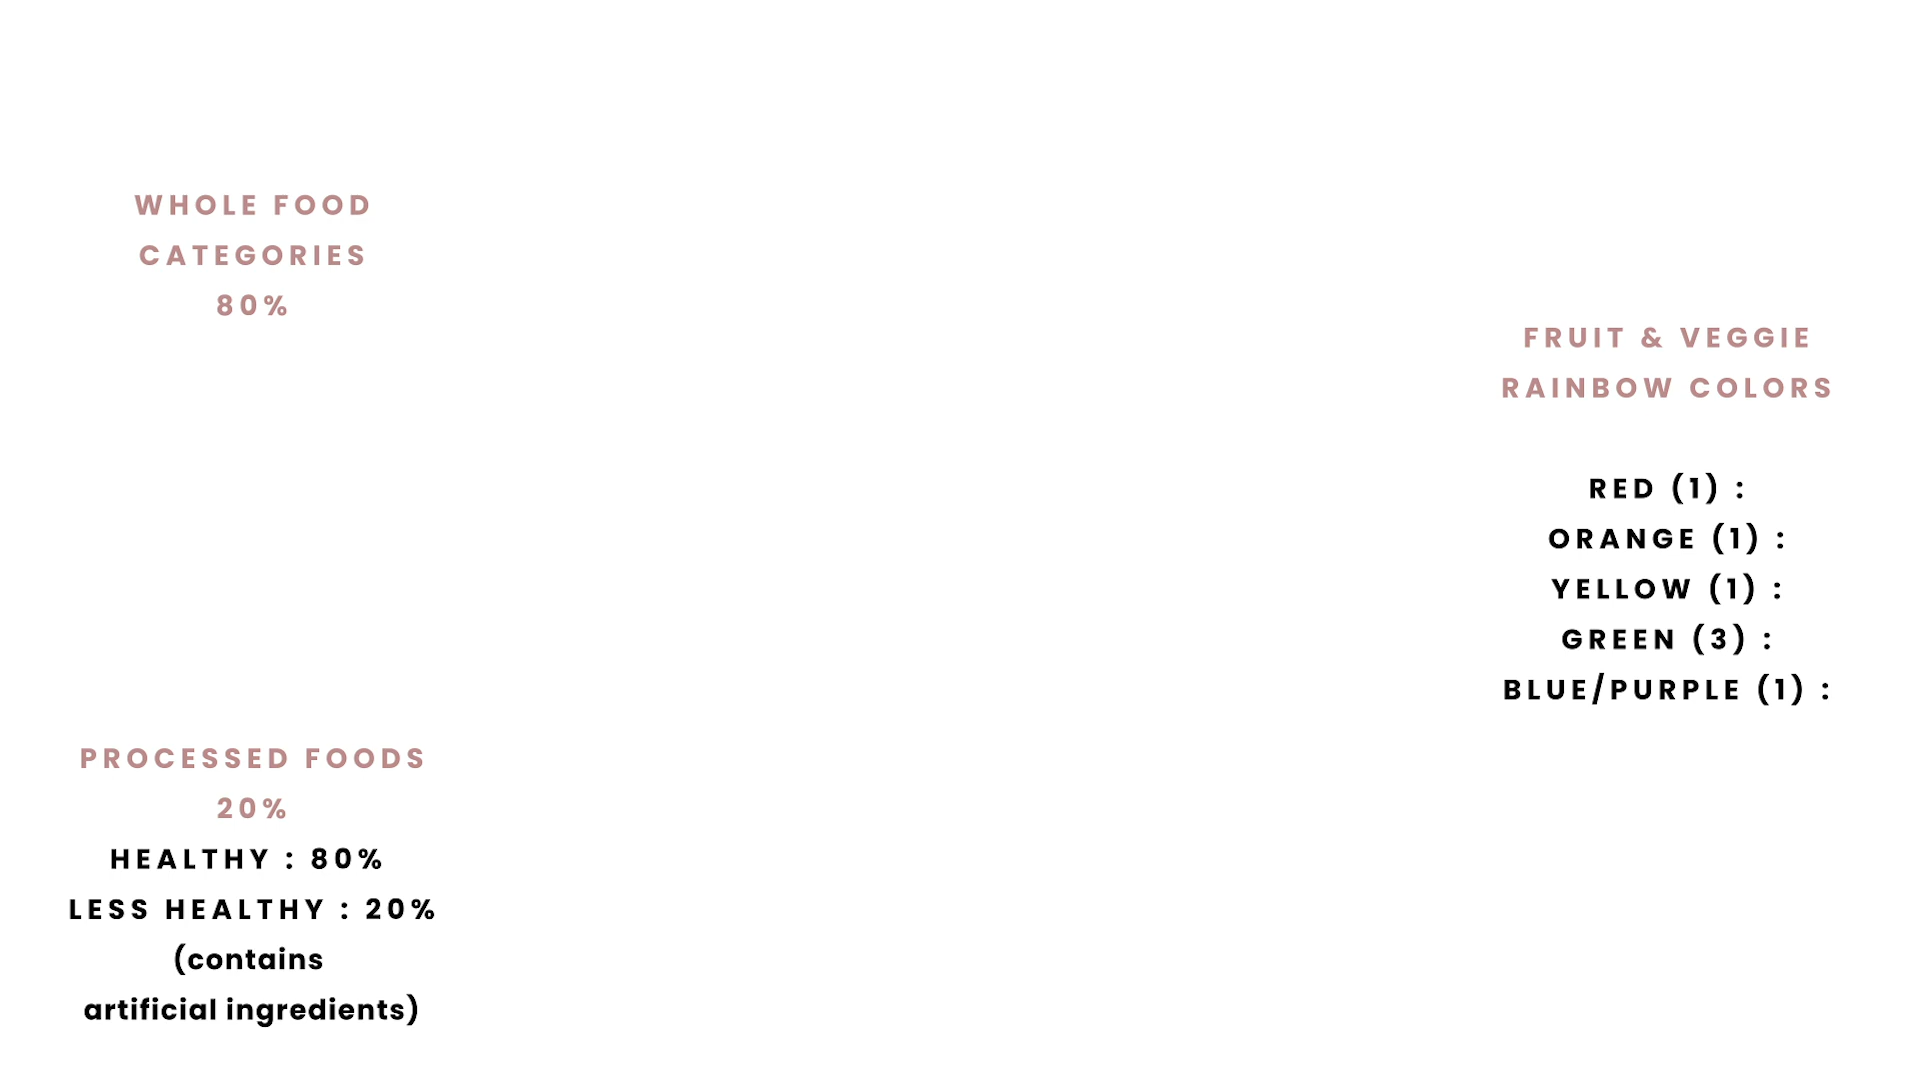 WHOLE FOOD
CATEGORIES
80%
PROCESSED FOODS
20%
HEALTHY : 80%
LESS HEALTHY : 20%
(contains
artificial ingredients)
FRUIT & VEGGIE
RAINBOW COLORS
RED (1) :
ORANGE (1) :
YELLOW (1) :
GREEN (3) :
BLUE/PURPLE (1) :